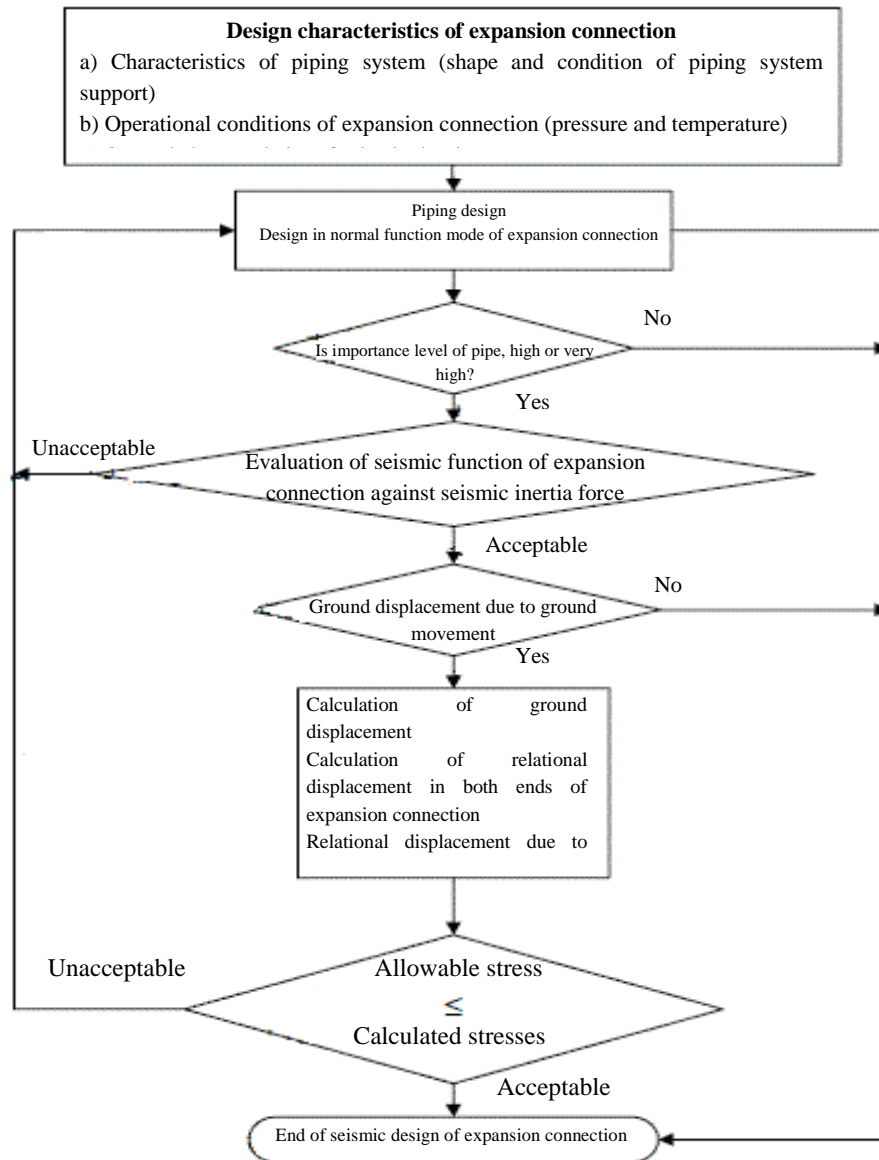 Design characteristics of expansion connection
a) Characteristics of piping system (shape and condition of piping system
support)
b) Operational conditions of expansion connection (pressure and temperature)
Piping design
Design in normal function mode of expansion connection
No
Is importance level of pipe, high or very
high?
Yes
Unacceptable
Evaluation of seismic function of expansion
connection against seismic inertia force
Acceptable
No
Ground displacement due to ground
movement
Yes
Calculation of ground
displacement
Calculation of relational
displacement in both ends of
expansion connection
Relational displacement due to
Unacceptable
Allowable stress
≤
Calculated stresses
Acceptable
End of seismic design of expansion connection